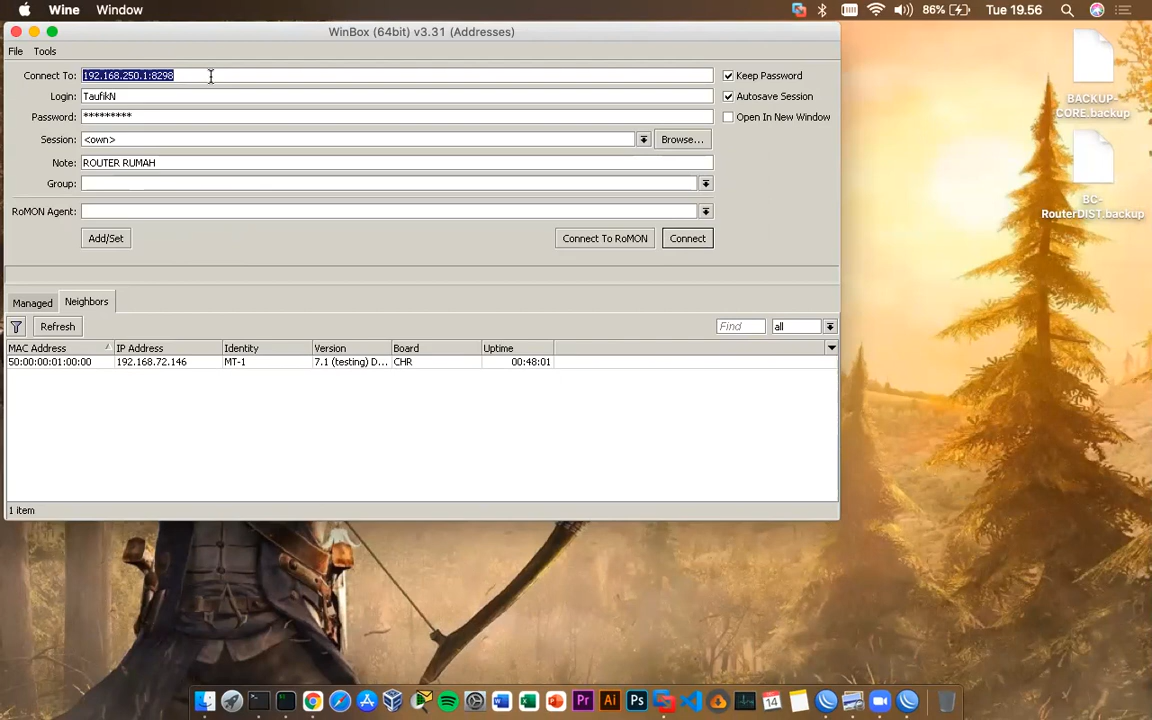 Wine Window 86% Tue 19.56
WinBox (64bit) v3.31 (Addresses)
File Tools
Connect To: 192.168.250.1:8298 Keep Password
Login: TaufikN Autosave Session
Password: ********* Open In New Window
Session: <own> Browse...
Note: ROUTER RUMAH
Group:
RoMON Agent:
Add/Set Connect To RoMON Connect
Managed Neighbors
Refresh Find all
MAC Address IP Address Identity Version Board Uptime
50:00:00:01:00:00 192.168.72.146 MT-1 7.1 (testing) D... CHR 00:48:01
1 item
BACKUP-
CORE.backup
BC-
RouterDIST.backup
W X P Pr Ai Ps 14